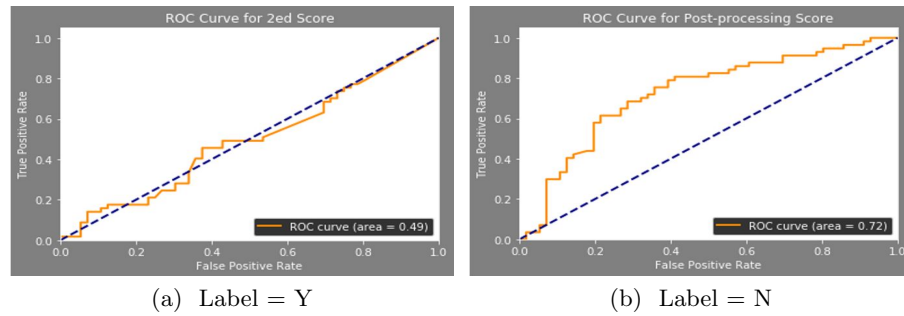 ROC Curve for 2ed Score
True Positive Rate
1.0
0.8
0.6
0.4
0.2
0.0
ROC curve (area = 0.49)
0.0 0.2 0.4 0.6 0.8 1.0
False Positive Rate
(a) Label = Y
ROC Curve for Post-processing Score
True Positive Rate
1.0
0.8
0.6
0.4
0.2
0.0
ROC curve (area = 0.72)
0.0 0.2 0.4 0.6 0.8 1.0
False Positive Rate
(b) Label = N